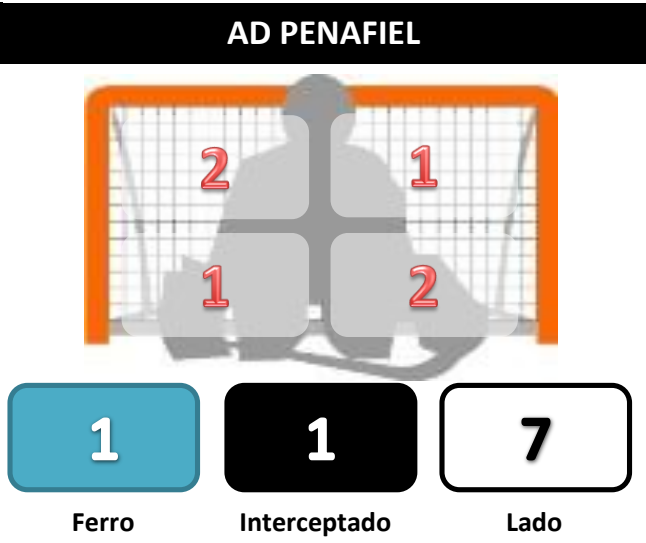 AD PENAFIEL
2 1
1 2
1 1 7
Ferro Interceptado Lado